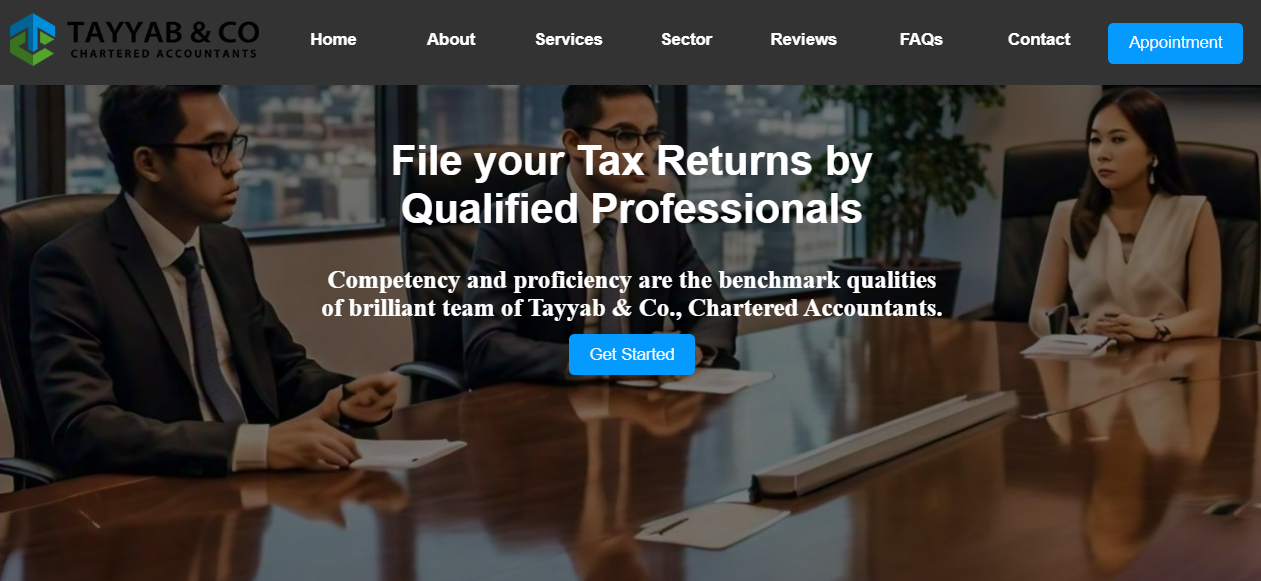 TAYYAB & CO
CHARTERED ACCOUNTANTS
Home About Services Sector Reviews FAQs Contact Appointment
File your Tax Returns by
Qualified Professionals
Competency and proficiency are the benchmark qualities
of brilliant team of Tayyab & Co., Chartered Accountants.
Get Started